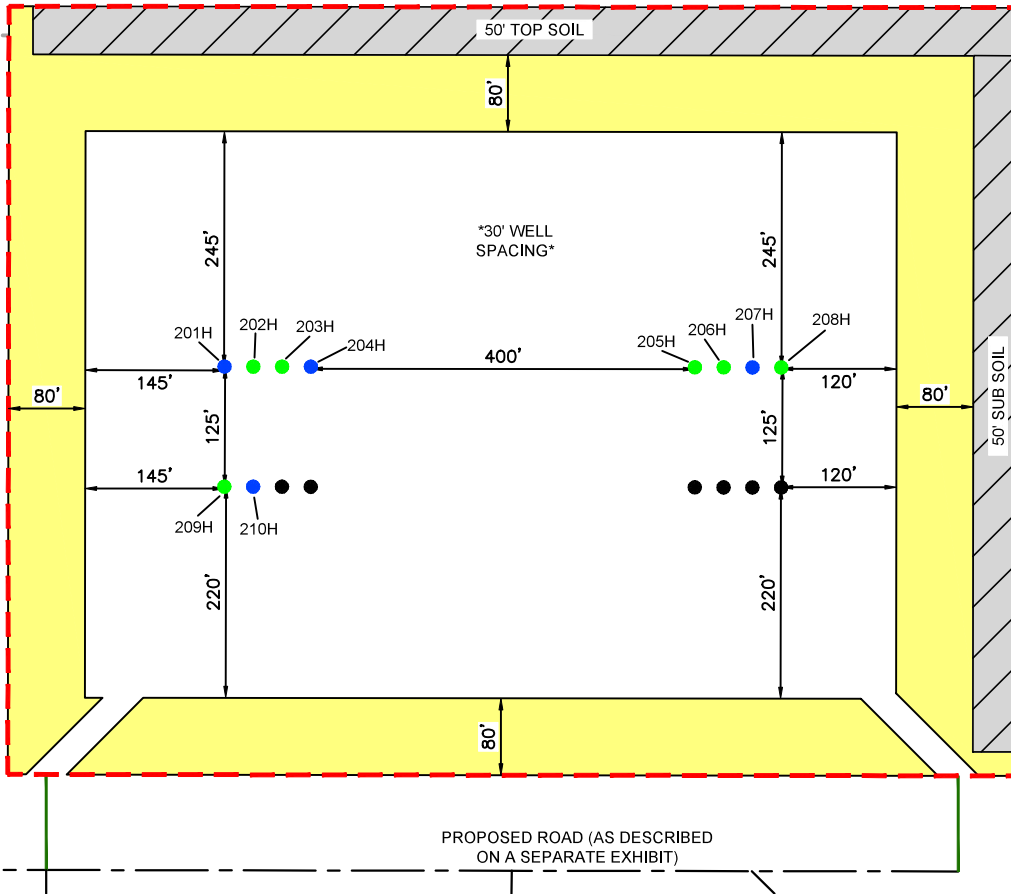 50' TOP SOIL
80'
*30' WELL
SPACING*
245'
245'
201H
202H
203H
204H
205H
206H
207H
208H
400'
145'
120'
80'
80'
50' SUB SOIL
125'
125'
145'
120'
209H
210H
220'
220'
80'
PROPOSED ROAD (AS DESCRIBED
ON A SEPARATE EXHIBIT)